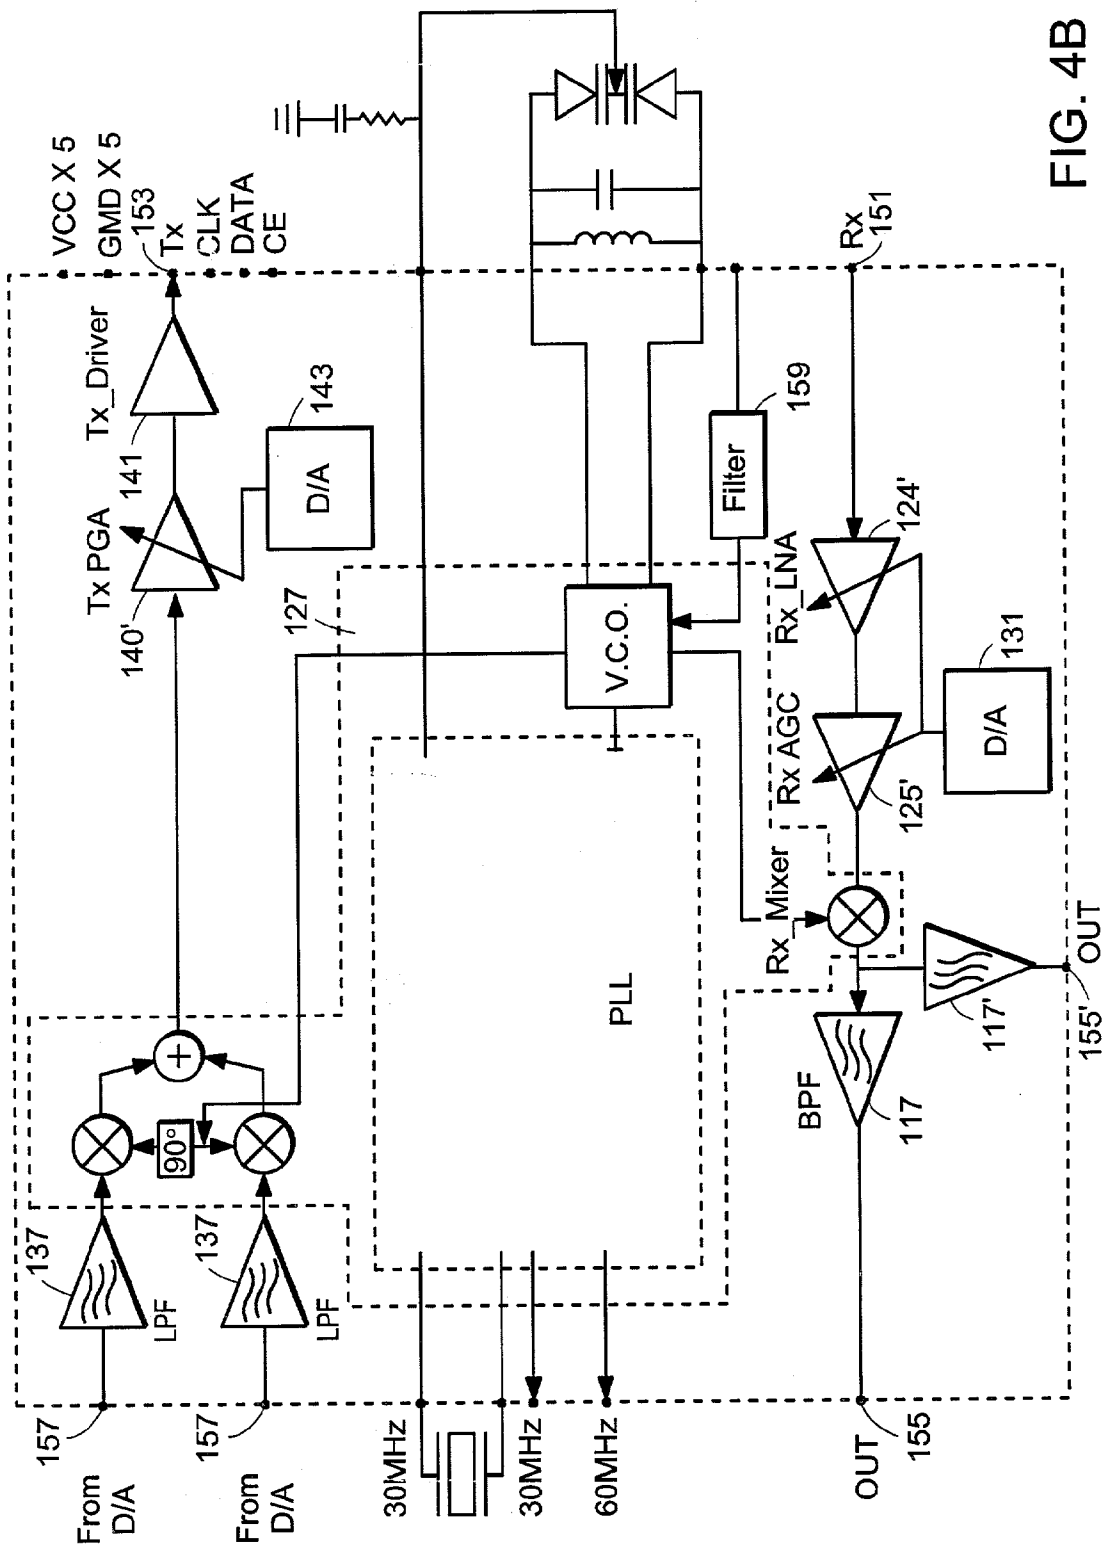 From
D/A
157
137
LPF
From
D/A
157
137
LPF
90°
+
140'
Tx PGA
141
Tx_Driver
D/A
143
VCC X 5
GMD X 5
153
Tx
CLK
DATA
CE
127
30MHz
30MHz
60MHz
PLL
V.C.O.
Filter
159
OUT
155
BPF
117
117'
155'
OUT
Rx_Mixer
Rx AGC
125'
Rx_LNA
124'
D/A
131
Rx
151
FIG. 4B